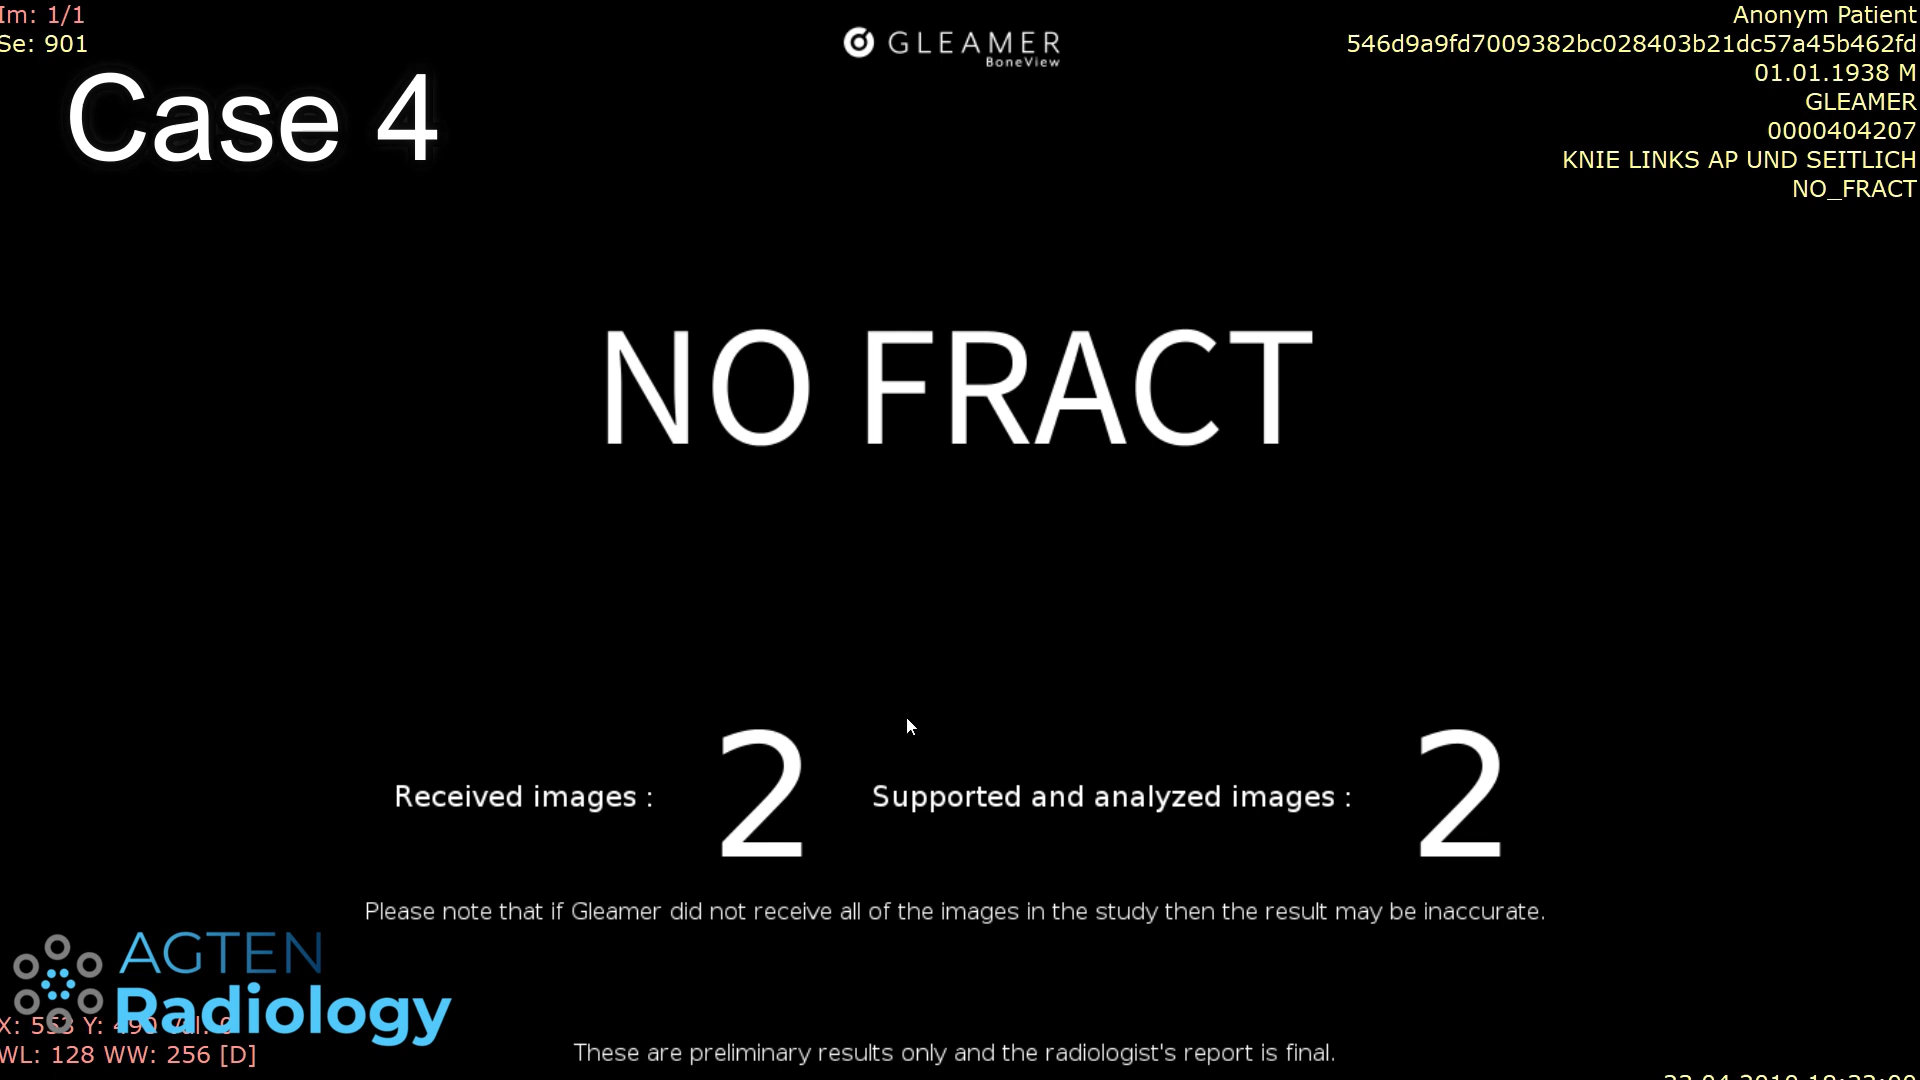 Im: 1/1
Se: 901
Case 4
GLEAMER
BoneView
Anonym Patient
546d9a9fd7009382bc028403b21dc57a45b462fd
01.01.1938 M
GLEAMER
0000404207
KNIE LINKS AP UND SEITLICH
NO_FRACT
NO FRACT
Received images : 2
Supported and analyzed images : 2
Please note that if Gleamer did not receive all of the images in the study then the result may be inaccurate.
AGTEN
Radiology
X: 553 Y:
WL: 128 WW: 256 [D]
These are preliminary results only and the radiologist's report is final.